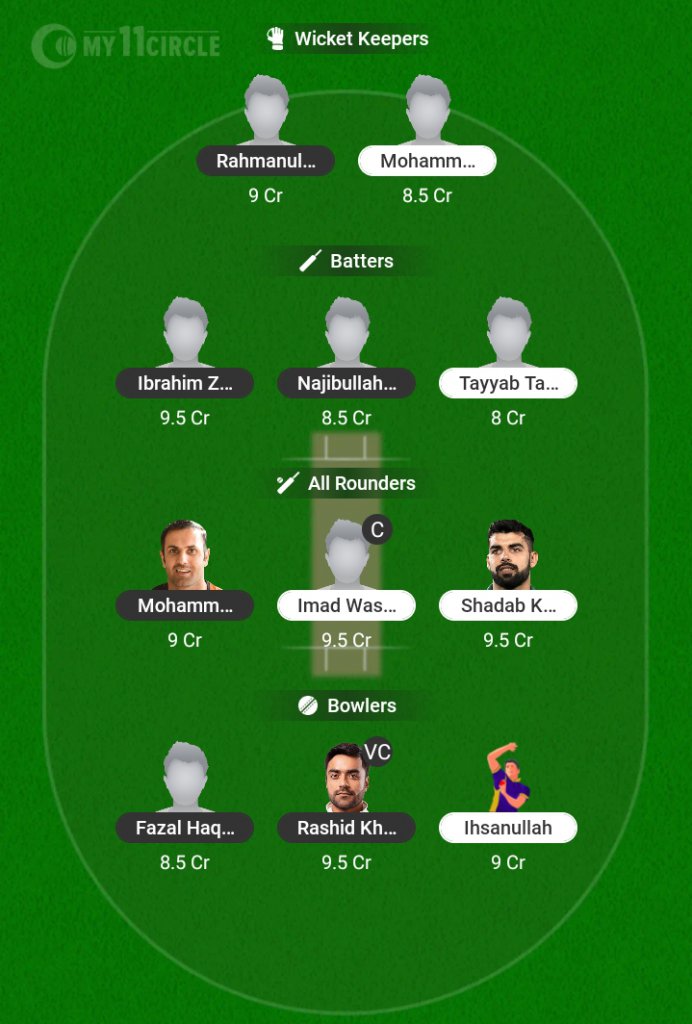 MY11CIRCLE
Wicket Keepers
Rahmanul...
Mohamm...
9 Cr
8.5 Cr
Batters
Ibrahim Z...
Najibullah...
Tayyab Ta...
9.5 Cr
8.5 Cr
8 Cr
All Rounders
C
Mohamm...
Imad Was...
Shadab K...
9 Cr
9.5 Cr
9.5 Cr
Bowlers
VC
Fazal Haq...
Rashid Kh...
Ihsanullah
8.5 Cr
9.5 Cr
9 Cr